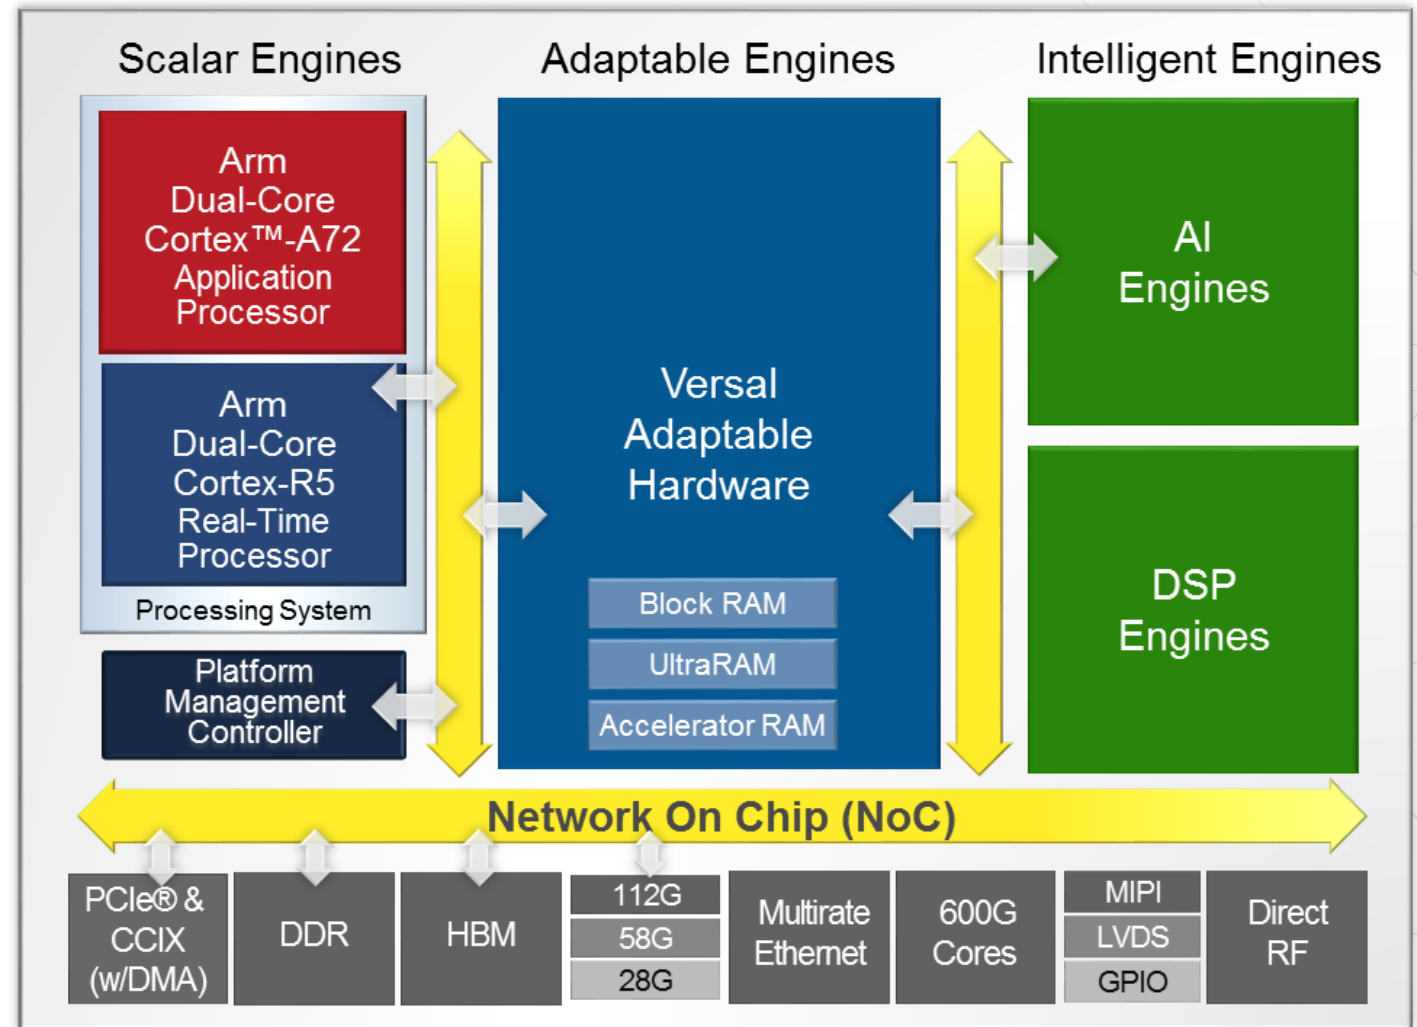 Scalar Engines
Adaptable Engines
Intelligent Engines
Arm
Dual-Core
Cortex™-A72
Application
Processor
Arm
Dual-Core
Cortex-R5
Real-Time
Processor
Processing System
Platform
Management
Controller
Versal
Adaptable
Hardware
Block RAM
UltraRAM
Accelerator RAM
AI
Engines
DSP
Engines
Network On Chip (NoC)
PCIe® &
CCIX
(w/DMA)
DDR
HBM
112G
58G
28G
Multirate
Ethernet
600G
Cores
MIPI
LVDS
GPIO
Direct
RF